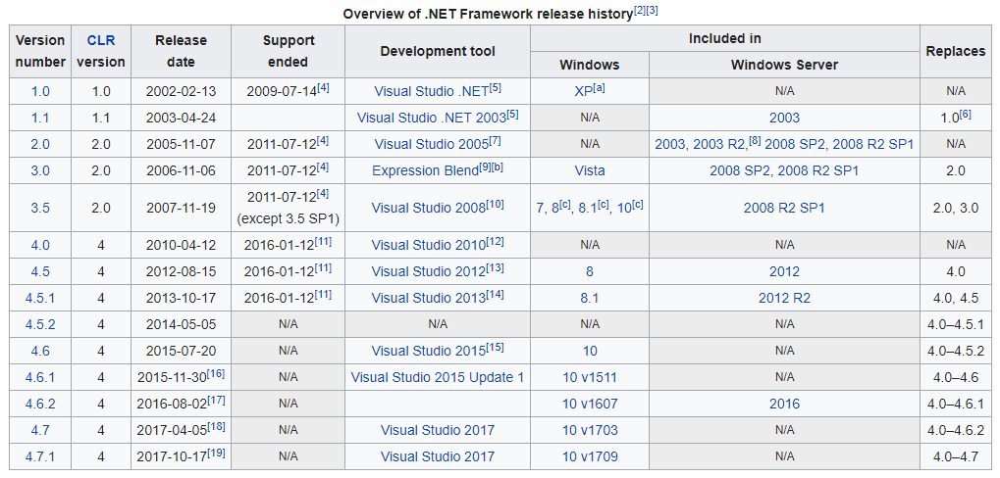 Overview of .NET Framework release history[2][3]
Version number CLR version Release date Support ended Development tool Included in Replaces
Windows Windows Server
1.0 1.0 2002-02-13 2009-07-14[4] Visual Studio .NET[5] XP[a] N/A N/A
1.1 1.1 2003-04-24 Visual Studio .NET 2003[5] N/A 2003 1.0[6]
2.0 2.0 2005-11-07 2011-07-12[4] Visual Studio 2005[7] N/A 2003, 2003 R2,[8] 2008 SP2, 2008 R2 SP1 N/A
3.0 2.0 2006-11-06 2011-07-12[4] Expression Blend[9][b] Vista 2008 SP2, 2008 R2 SP1 2.0
3.5 2.0 2007-11-19 2011-07-12[4] (except 3.5 SP1) Visual Studio 2008[10] 7, 8[c], 8.1[c], 10[c] 2008 R2 SP1 2.0, 3.0
4.0 4 2010-04-12 2016-01-12[11] Visual Studio 2010[12] N/A N/A N/A
4.5 4 2012-08-15 2016-01-12[11] Visual Studio 2012[13] 8 2012 4.0
4.5.1 4 2013-10-17 2016-01-12[11] Visual Studio 2013[14] 8.1 2012 R2 4.0, 4.5
4.5.2 4 2014-05-05 N/A N/A N/A N/A 4.0–4.5.1
4.6 4 2015-07-20 N/A Visual Studio 2015[15] 10 N/A 4.0–4.5.2
4.6.1 4 2015-11-30[16] N/A Visual Studio 2015 Update 1 10 v1511 N/A 4.0–4.6
4.6.2 4 2016-08-02[17] N/A 10 v1607 2016 4.0–4.6.1
4.7 4 2017-04-05[18] N/A Visual Studio 2017 10 v1703 N/A 4.0–4.6.2
4.7.1 4 2017-10-17[19] N/A Visual Studio 2017 10 v1709 N/A 4.0–4.7